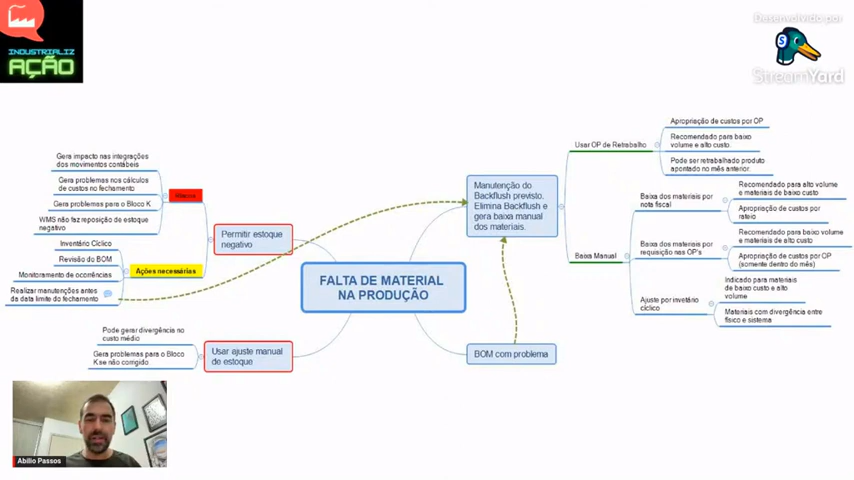 INDUSTRIALIZ
AÇÃO
Desenvolvido por
StreamYard
Gera impacto nas integrações
dos movimentos contábeis
Gera problemas nos cálculos
de custos no fechamento
Gera problemas para o Bloco K
WMS não faz reposição de estoque
negativo
Permitir estoque
negativo
Inventário Cíclico
Revisão do BOM
Monitoramento de ocorrências
Realizar manutenções antes
da data limite do fechamento
Ações necessárias
FALTA DE MATERIAL
NA PRODUÇÃO
Pode gerar divergência no
custo médio
Gera problemas para o Bloco
K se não corrigido
Usar ajuste manual
de estoque
Manutenção do
Backflush previsto.
Elimina Backflush e
gera baixa manual
dos materiais.
BOM com problema
Usar OP de Retrabalho
Apropriação de custos por OP
Recomendado para baixo
volume e alto custo.
Pode ser retrabalhado produto
apontado no mês anterior.
Baixa Manual
Baixa dos materiais por
nota fiscal
Recomendado para alto volume
e materiais de baixo custo
Apropriação de custos por
rateio
Baixa dos materiais por
requisição nas OP's
Recomendado para baixo volume
e materiais de alto custo
Apropriação de custos por OP
(somente dentro do mês)
Ajuste por invetário
cíclico
Indicado para materiais
de baixo custo e alto
volume
Materiais com divergência entre
físico e sistema
Abilio Passos